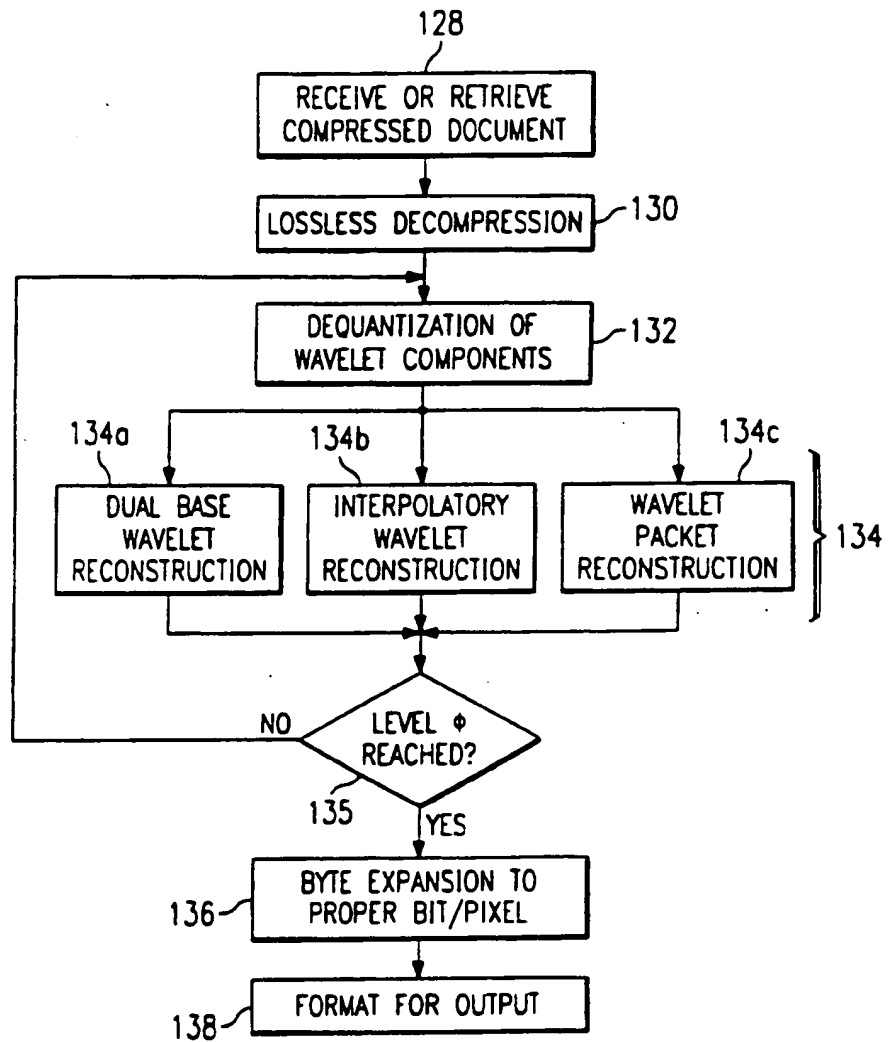 128
RECEIVE OR RETRIEVE
COMPRESSED DOCUMENT
LOSSLESS DECOMPRESSION
130
DEQUANTIZATION OF
WAVELET COMPONENTS
132
134a
134b
134c
DUAL BASE
WAVELET
RECONSTRUCTION
INTERPOLATORY
WAVELET
RECONSTRUCTION
WAVELET
PACKET
RECONSTRUCTION
134
NO
LEVEL ϕ
REACHED?
135
YES
BYTE EXPANSION TO
PROPER BIT/PIXEL
136
FORMAT FOR OUTPUT
138